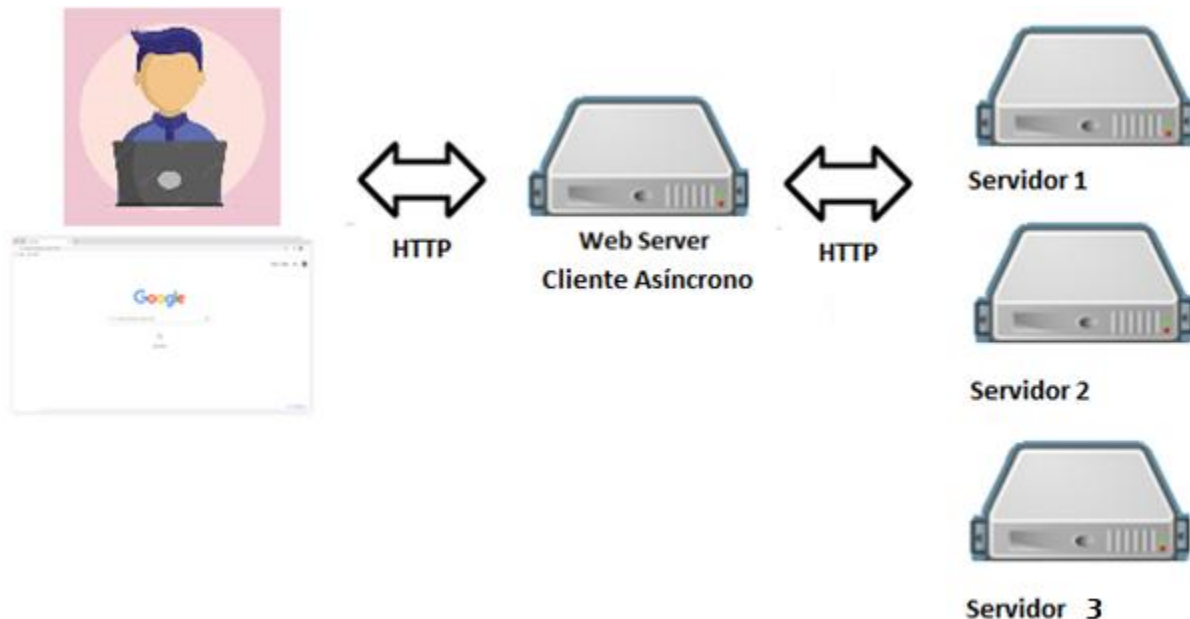 Google
HTTP
Web Server
Cliente Asíncrono
HTTP
Servidor 1
Servidor 2
Servidor 3